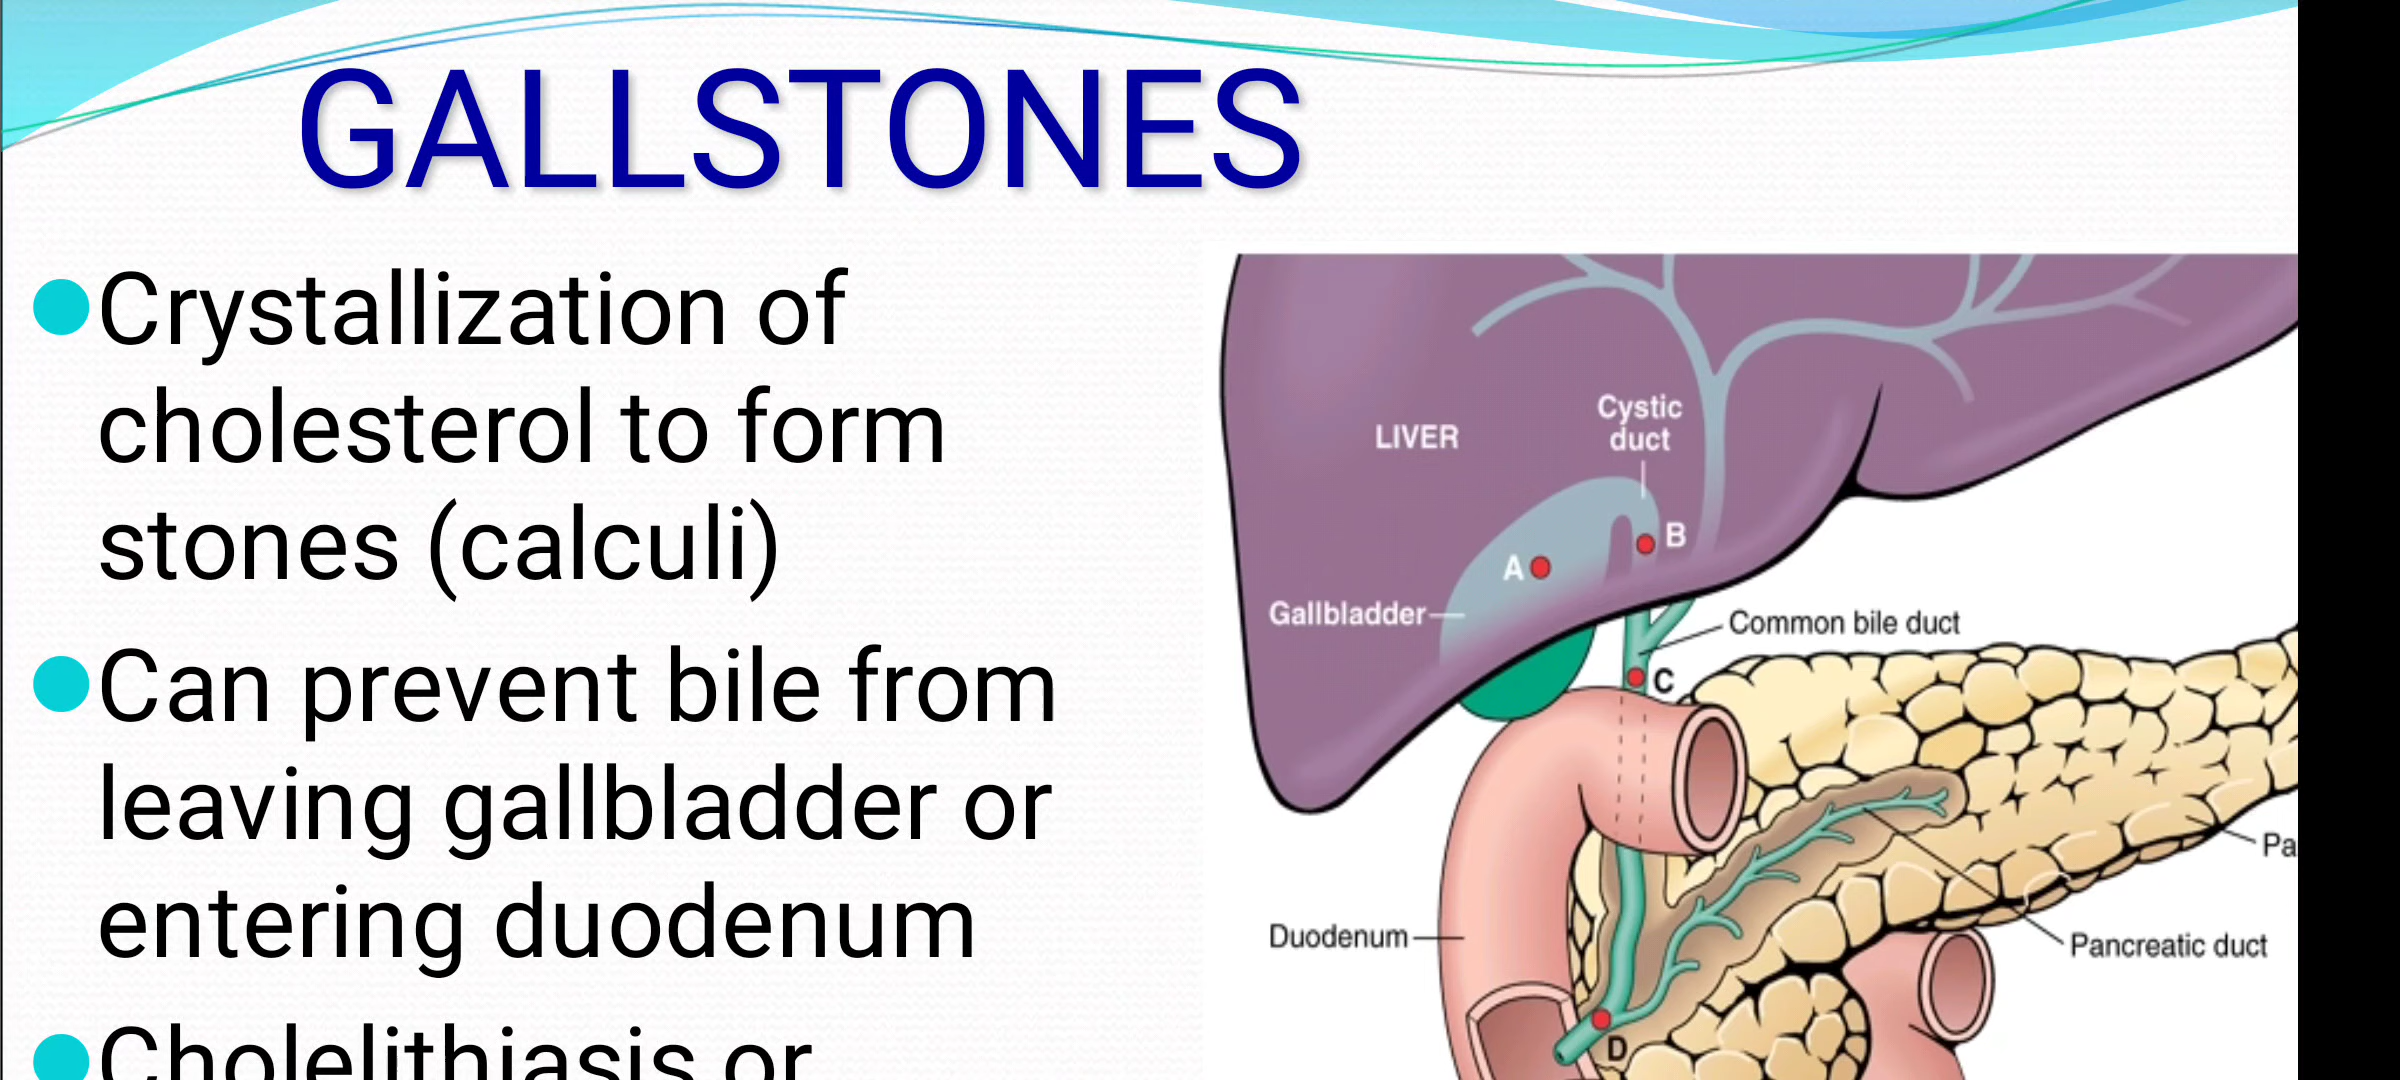 GALLSTONES
Crystallization of
cholesterol to form
stones (calculi)
Can prevent bile from
leaving gallbladder or
entering duodenum
Cholelithiasis or
Cystic
duct
LIVER
B
A
Gallbladder
Common bile duct
C
Pa
Duodenum
Pancreatic duct
D